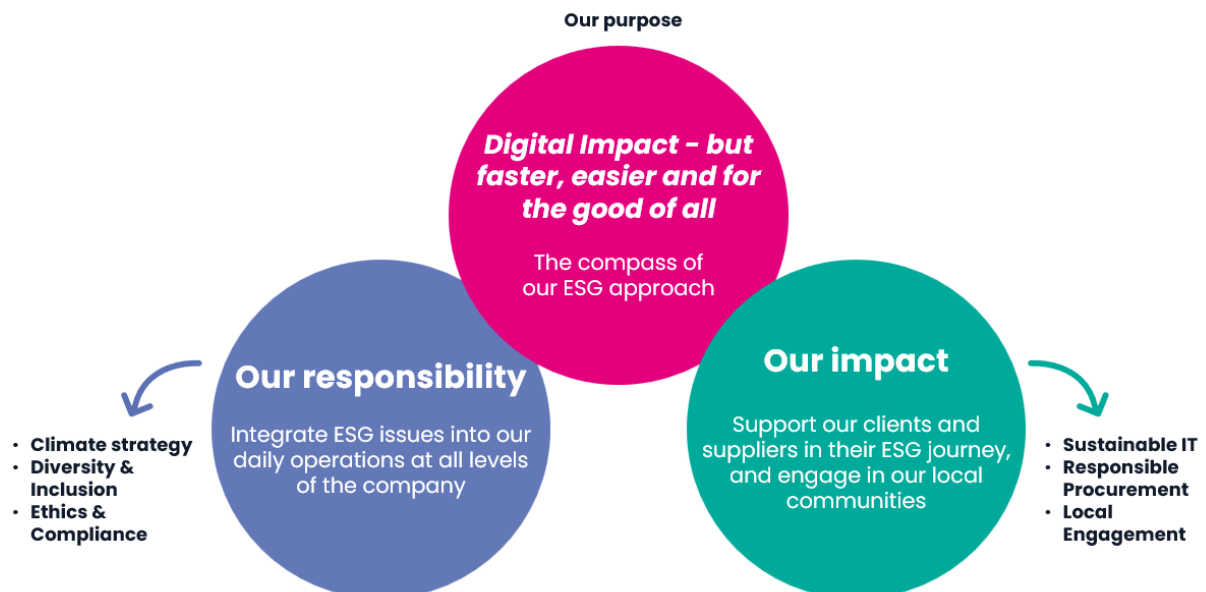 Our purpose
Digital Impact - but
faster, easier and for
the good of all
The compass of
our ESG approach
Our responsibility
Integrate ESG issues into our
daily operations at all levels
of the company
• Climate strategy
• Diversity &
Inclusion
• Ethics &
Compliance
Our impact
Support our clients and
suppliers in their ESG journey,
and engage in our local
communities
• Sustainable IT
• Responsible
Procurement
• Local
Engagement